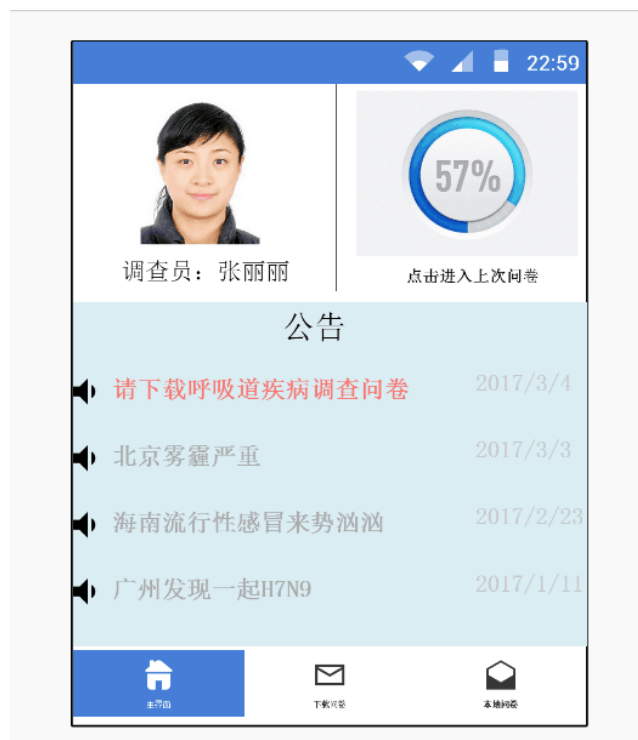 22:59
57%
调查员：张丽丽
点击进入上次问卷
公告
请下载呼吸道疾病调查问卷 2017/3/4
北京雾霾严重 2017/3/3
海南流行性感冒来势汹汹 2017/2/23
广州发现一起H7N9 2017/1/11
主界面 下载问卷 本地问卷